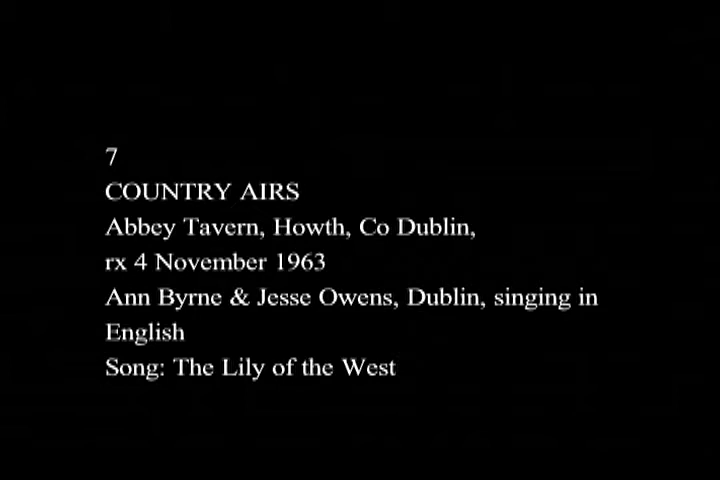 7
COUNTRY AIRS
Abbey Tavern, Howth, Co Dublin,
rx 4 November 1963
Ann Byrne & Jesse Owens, Dublin, singing in
English
Song: The Lily of the West